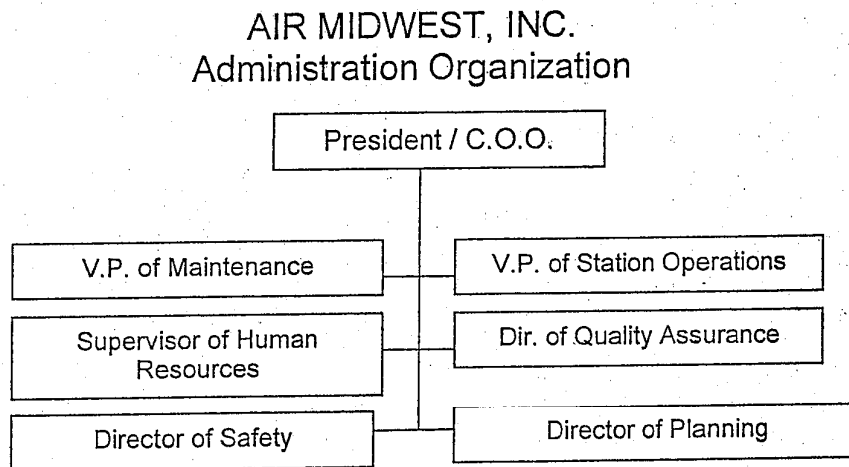 AIR MIDWEST, INC.
Administration Organization
President / C.O.O.
V.P. of Maintenance
V.P. of Station Operations
Supervisor of Human
Resources
Dir. of Quality Assurance
Director of Safety
Director of Planning